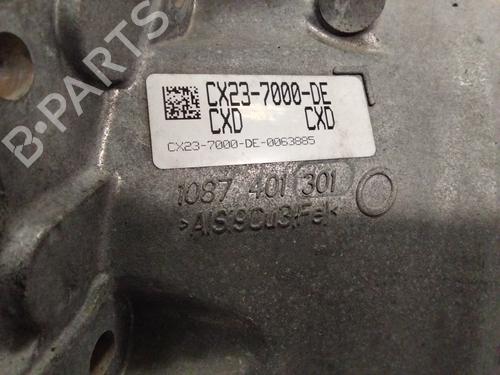 CX23-7000-DE
CXD CXD
CX23-7000-DE-0063885
1087 401 301
>AlSi9Cu3(Fe)<
B-PARTS